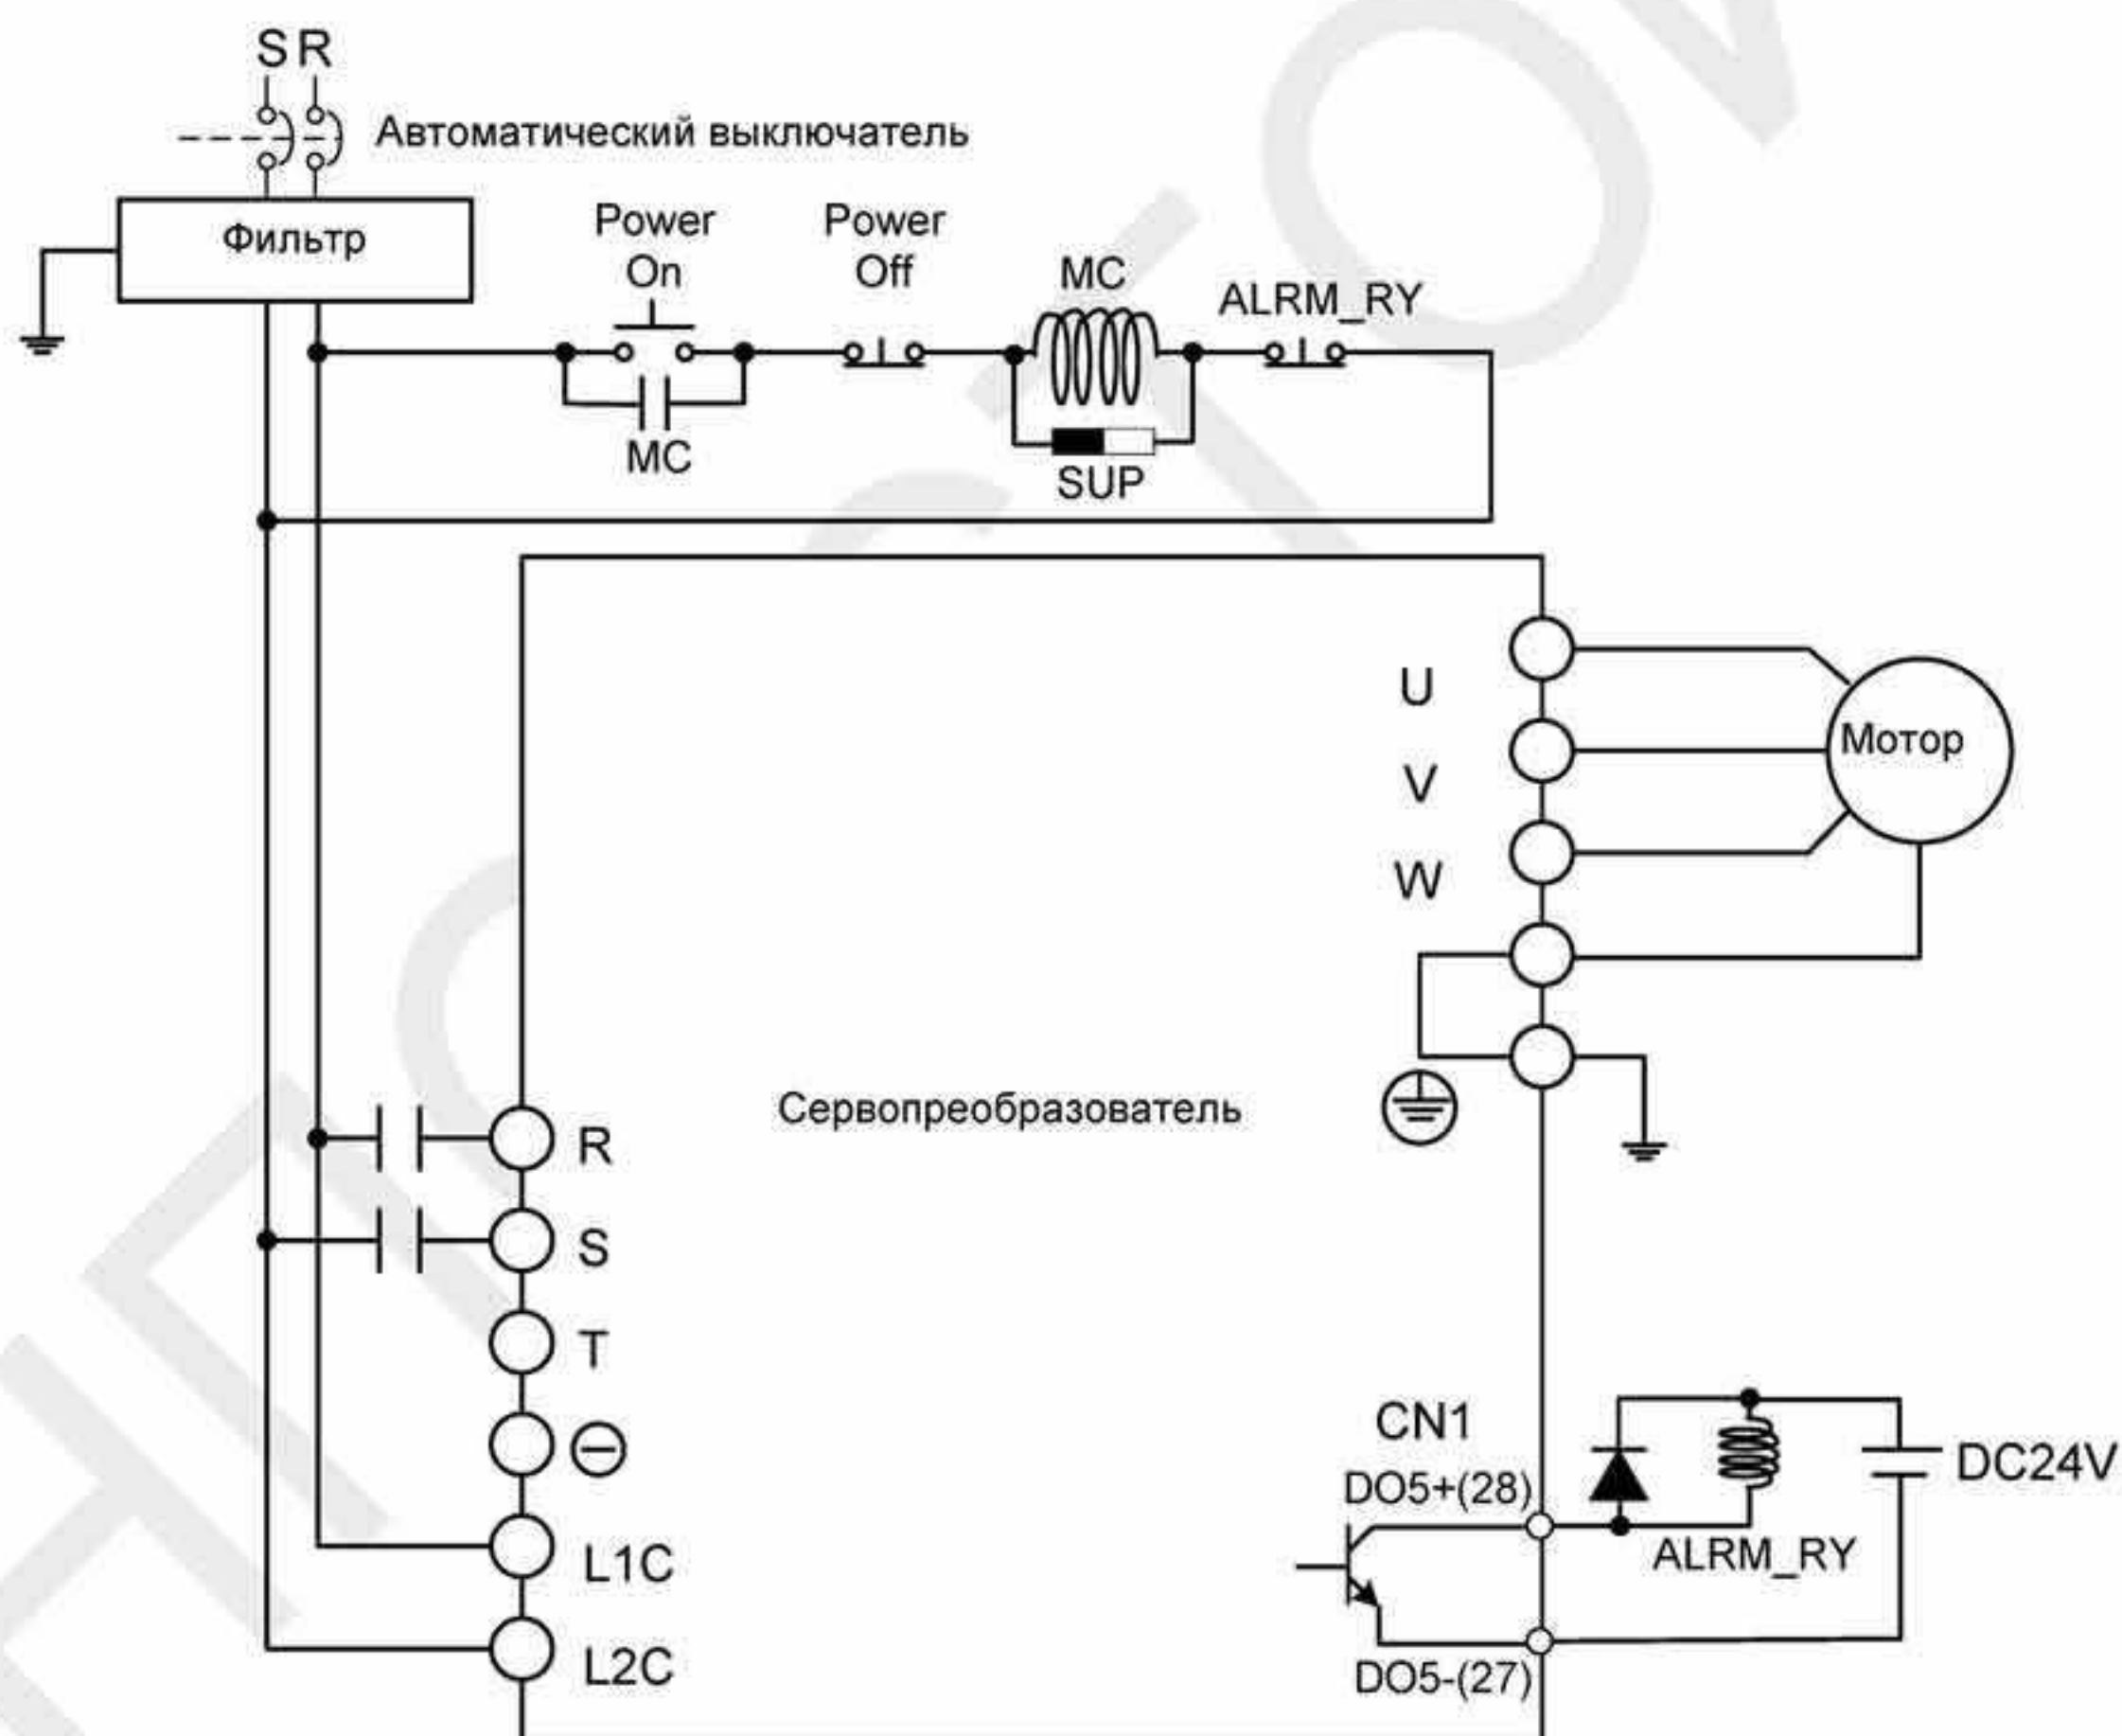 S R
Автоматический выключатель
Фильтр
Power
On
Power
Off
MC
ALRM_RY
MC
SUP
U
V
W
Мотор
Сервопреобразователь
R
S
T
L1C
L2C
CN1
DO5+(28)
DC24V
ALRM_RY
DO5-(27)